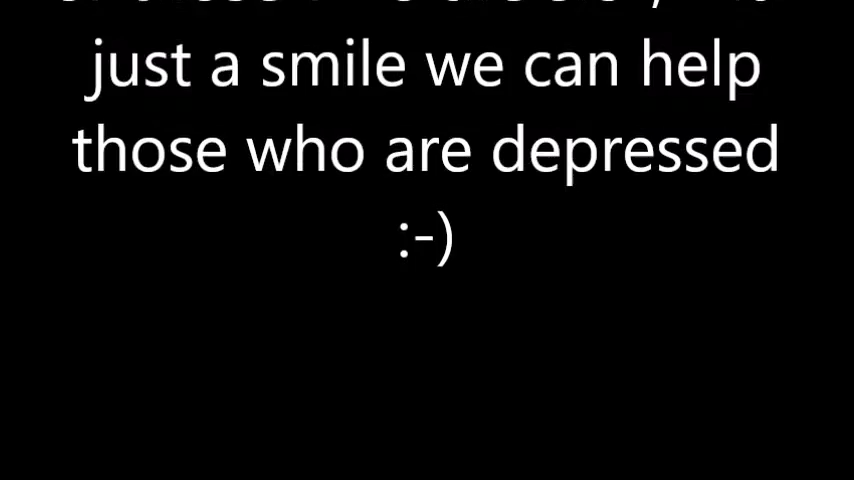 just a smile we can help
those who are depressed
:-)